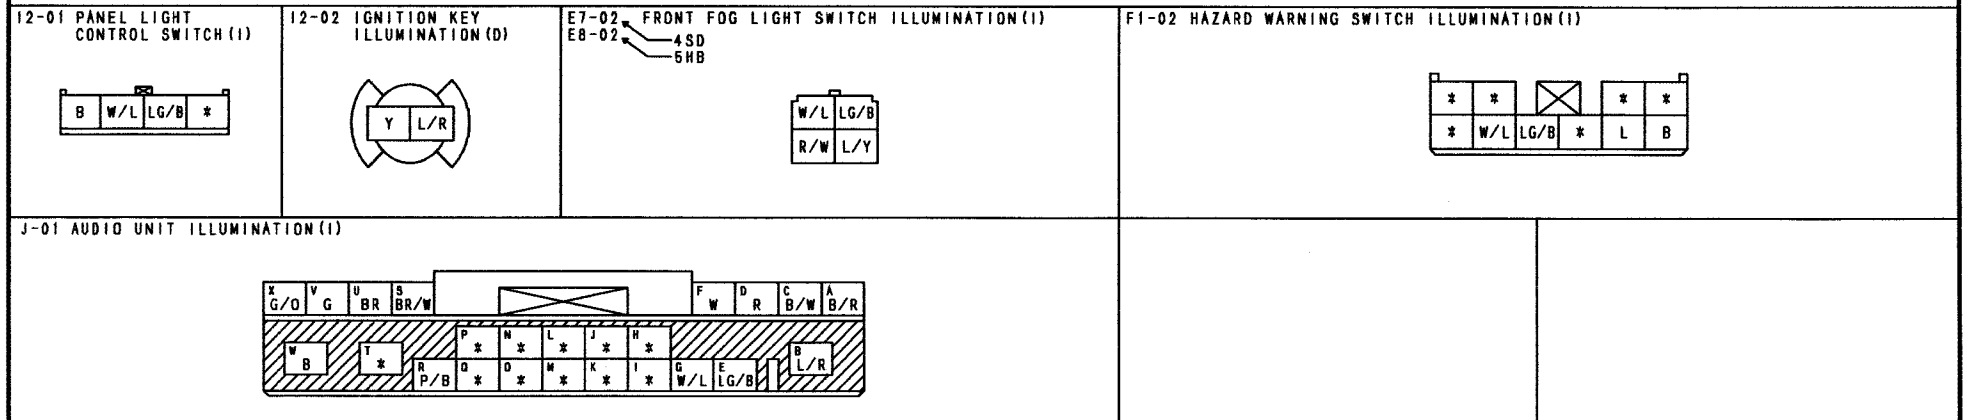 I2-01 PANEL LIGHT
CONTROL SWITCH(I)
B W/L LG/B *
I2-02 IGNITION KEY
ILLUMINATION(D)
Y L/R
E7-02 FRONT FOG LIGHT SWITCH ILLUMINATION(I)
E8-02
4SD
5HB
W/L LG/B
R/W L/Y
F1-02 HAZARD WARNING SWITCH ILLUMINATION(I)
* * * *
* W/L LG/B * L B
J-01 AUDIO UNIT ILLUMINATION(I)
X V U S F D C A
G/O G BR BR/W W R B/W B/R
P N L J H
* * * * *
W T B
B * L/R
R Q O M K I G E
P/B * * * * * W/L LG/B